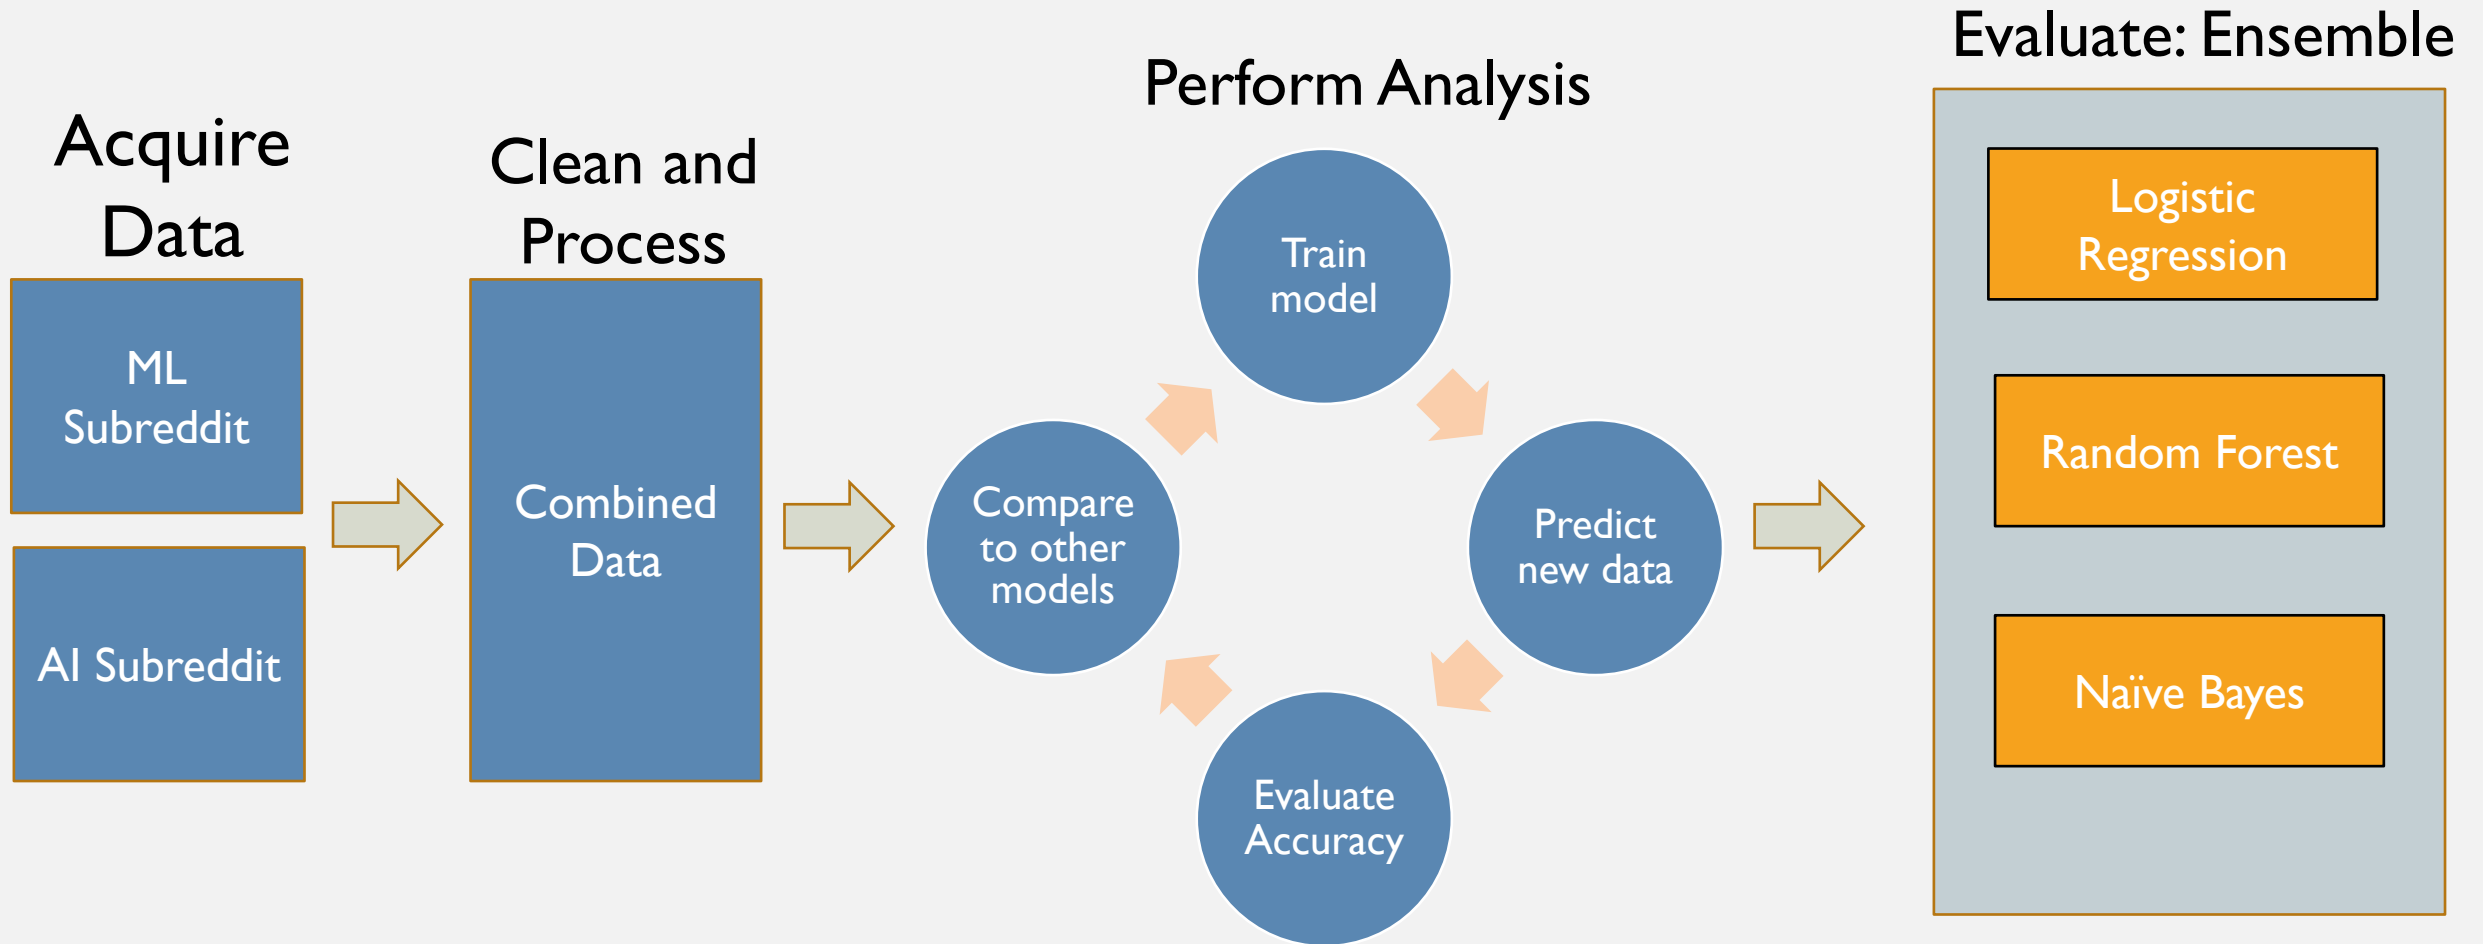 Acquire
Data
ML
Subreddit
AI Subreddit
Clean and
Process
Combined
Data
Perform Analysis
Train
model
Predict
new data
Evaluate
Accuracy
Compare
to other
models
Evaluate: Ensemble
Logistic
Regression
Random Forest
Naïve Bayes